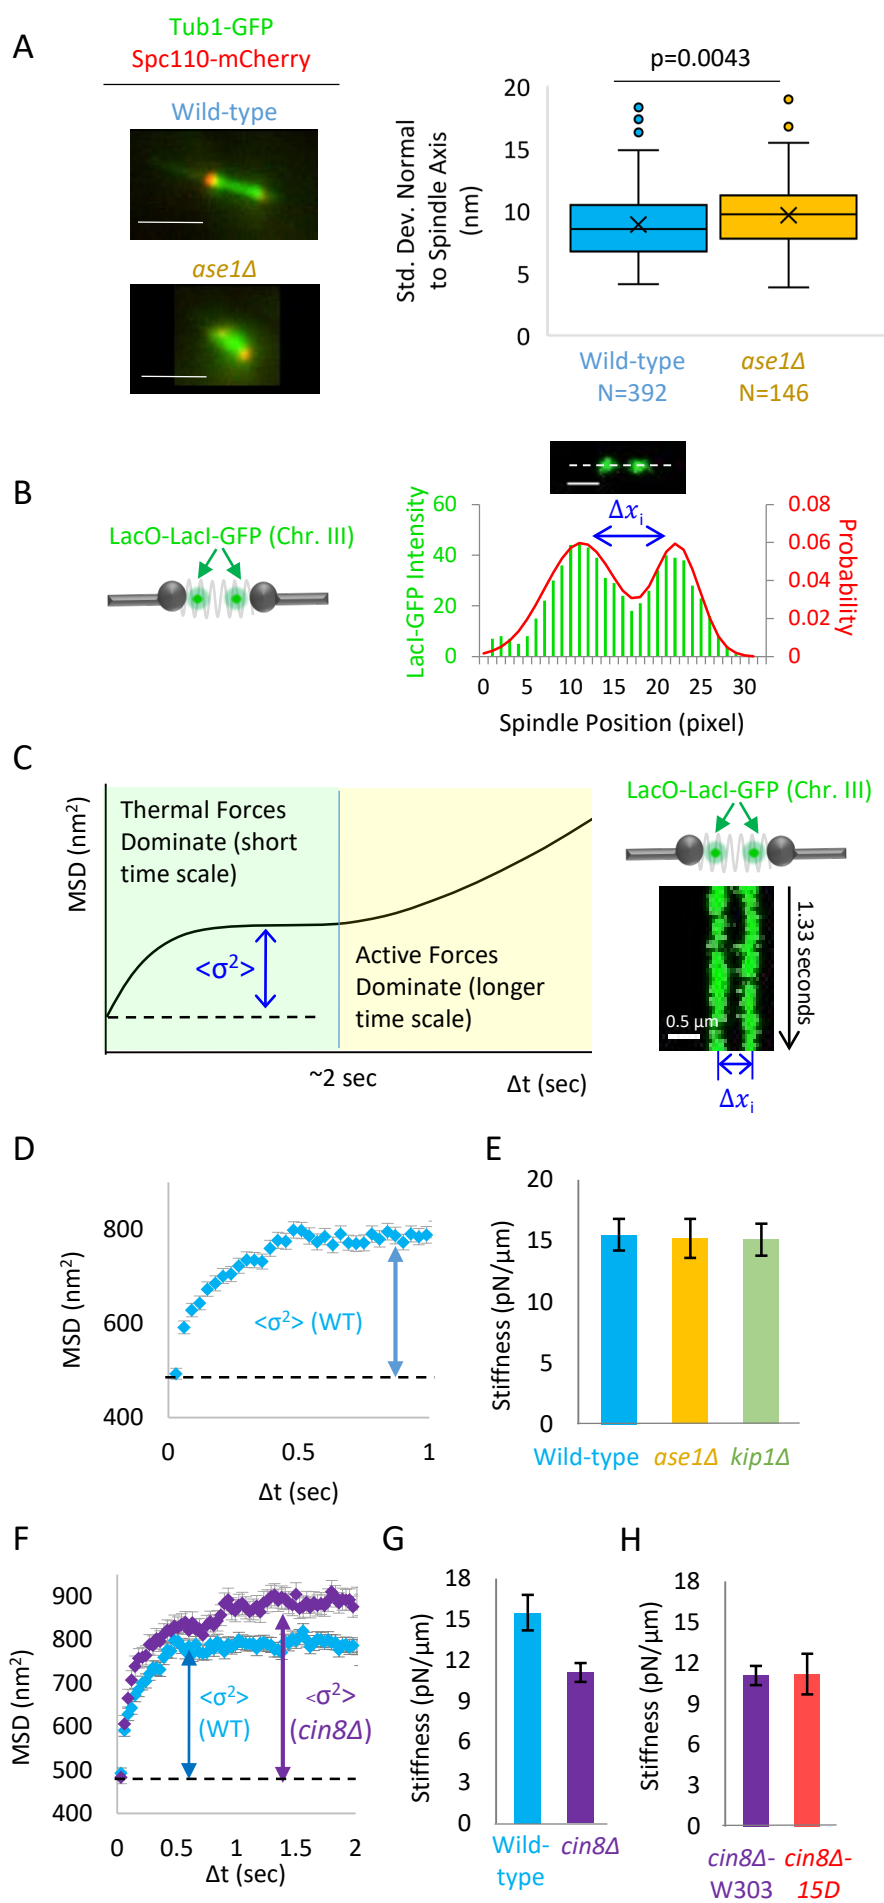 A
Tub1-GFP
Spc110-mCherry
Wild-type
ase1Δ
p=0.0043
Std. Dev. Normal
to Spindle Axis
(nm)
20
15
10
5
0
Wild-type
N=392
ase1Δ
N=146
B
LacO-LacI-GFP (Chr. III)
LacI-GFP Intensity
60
40
20
0
Δxi
0.08
0.06
0.04
0.02
0
Probability
0 5 10 15 20 25 30
Spindle Position (pixel)
C
MSD (nm²)
Thermal Forces
Dominate (short
time scale)
<σ²>
Active Forces
Dominate (longer
time scale)
~2 sec
Δt (sec)
LacO-LacI-GFP (Chr. III)
1.33 seconds
0.5 μm
Δxi
D
MSD (nm²)
800
600
400
<σ²> (WT)
0 0.5 1
Δt (sec)
E
Stiffness (pN/μm)
20
15
10
5
0
Wild-type ase1Δ kip1Δ
F
MSD (nm²)
900
800
700
600
500
400
<σ²>
(WT)
<σ²>
(cin8Δ)
0 0.5 1 1.5 2
Δt (sec)
G
Stiffness (pN/μm)
18
15
12
9
6
3
0
Wild-
type
cin8Δ
H
Stiffness (pN/μm)
18
15
12
9
6
3
0
cin8Δ-
W303
cin8Δ-
15D